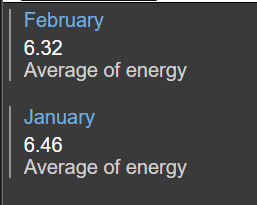 February
6.32
Average of energy
January
6.46
Average of energy